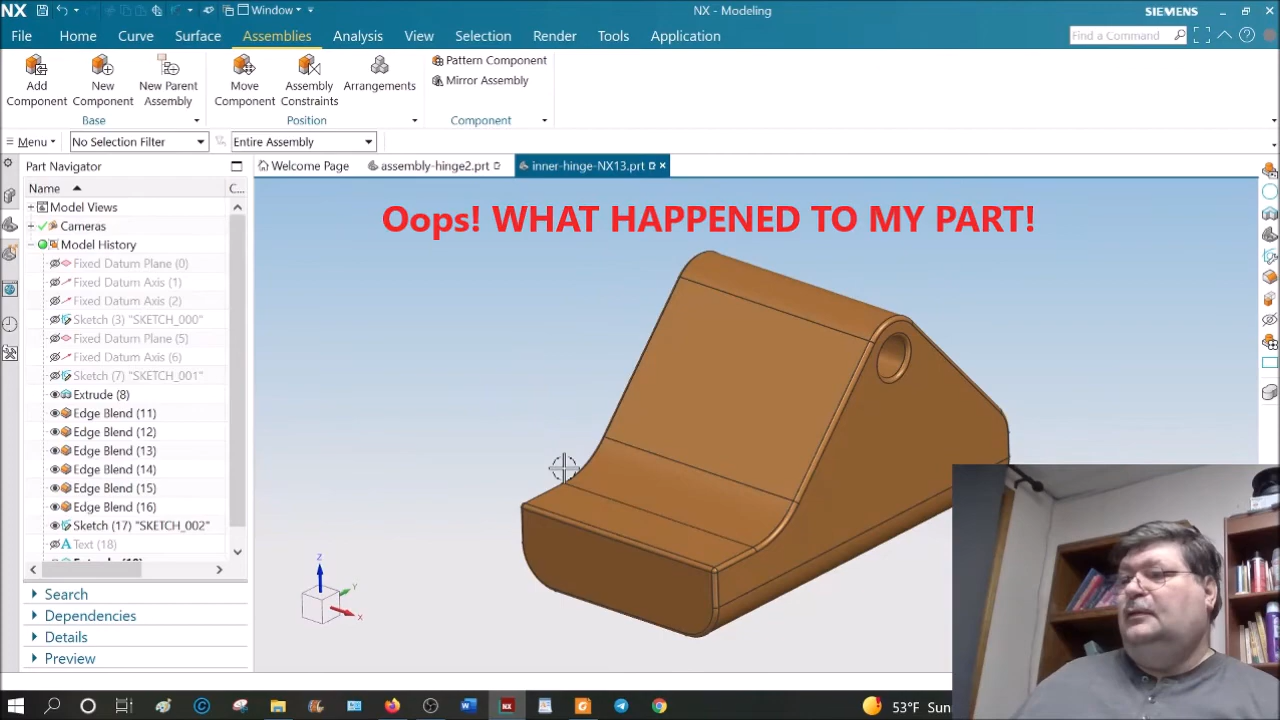 NX
Window
NX - Modeling
SIEMENS
File Home Curve Surface Assemblies Analysis View Selection Render Tools Application
Find a Command
Add Component
New Component
New Parent Assembly
Move Component
Assembly Constraints
Arrangements
Pattern Component
Mirror Assembly
Base
Position
Component
Menu
No Selection Filter
Entire Assembly
Part Navigator
Welcome Page
assembly-hinge2.prt
inner-hinge-NX13.prt
Name
C...
Model Views
Cameras
Model History
Fixed Datum Plane (0)
Fixed Datum Axis (1)
Fixed Datum Axis (2)
Sketch (3) "SKETCH_000"
Fixed Datum Plane (5)
Fixed Datum Axis (6)
Sketch (7) "SKETCH_001"
Extrude (8)
Edge Blend (11)
Edge Blend (12)
Edge Blend (13)
Edge Blend (14)
Edge Blend (15)
Edge Blend (16)
Sketch (17) "SKETCH_002"
Text (18)
Search
Dependencies
Details
Preview
Oops! WHAT HAPPENED TO MY PART!
Z
Y
X
53°F Sun